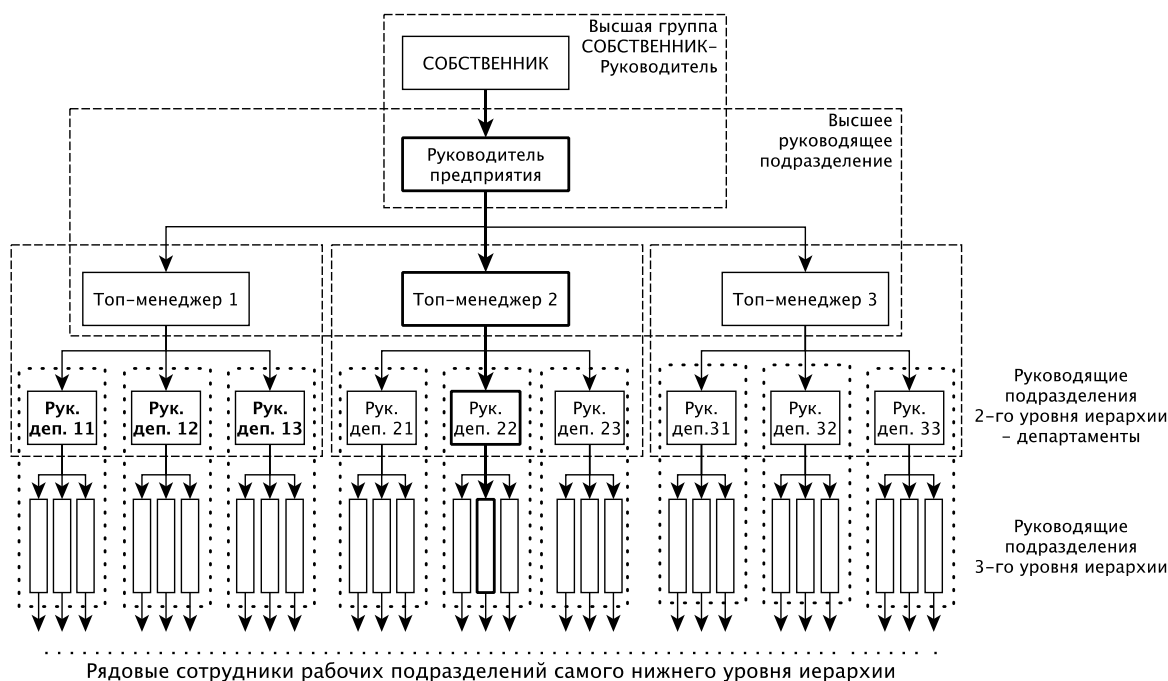 Высшая группа
СОБСТВЕННИК–
Руководитель
СОБСТВЕННИК
Высшее
руководящее
подразделение
Руководитель
предприятия
Топ–менеджер 1
Топ–менеджер 2
Топ–менеджер 3
Рук.
деп. 11
Рук.
деп. 12
Рук.
деп. 13
Рук.
деп. 21
Рук.
деп. 22
Рук.
деп. 23
Рук.
деп.31
Рук.
деп. 32
Рук.
деп. 33
Руководящие
подразделения
2–го уровня иерархии
– департаменты
Руководящие
подразделения
3–го уровня иерархии
Рядовые сотрудники рабочих подразделений самого нижнего уровня иерархии